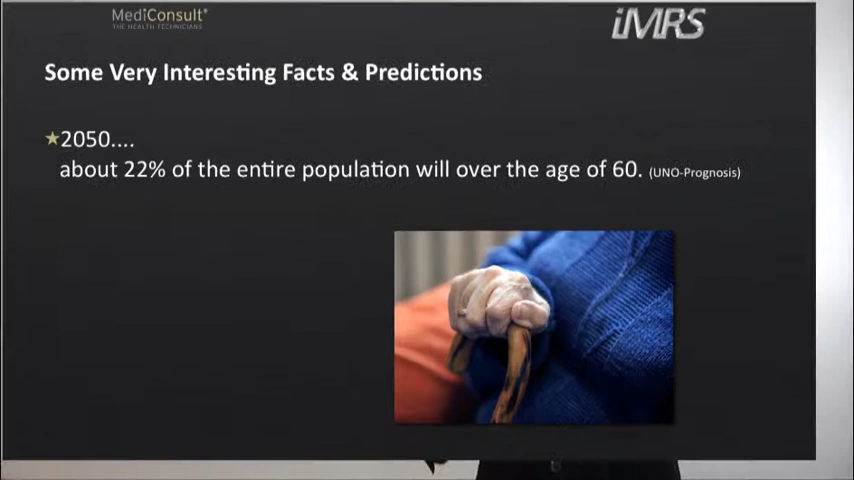 MediConsult®
THE HEALTH TECHNICIANS
iMRS
Some Very Interesting Facts & Predictions
★2050....
about 22% of the entire population will over the age of 60. (UNO-Prognosis)